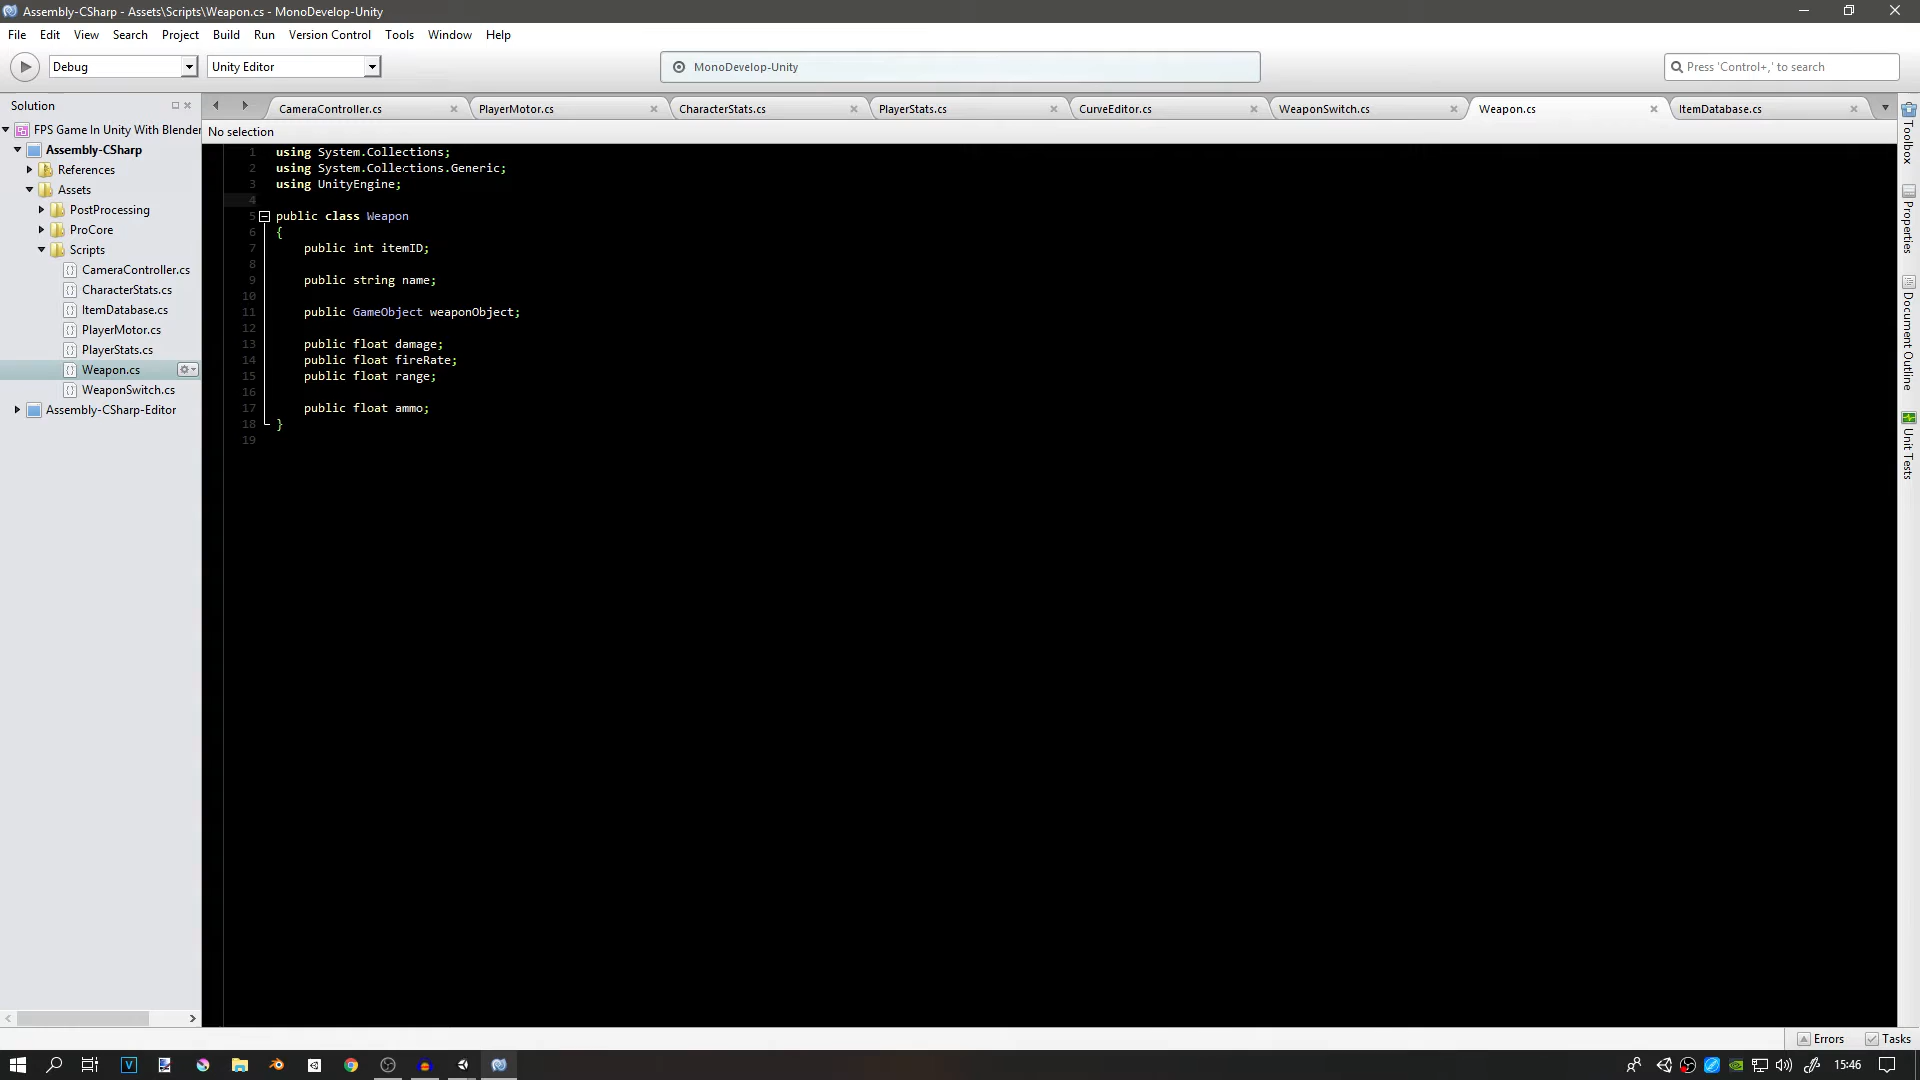 Assembly-CSharp - Assets\Scripts\Weapon.cs - MonoDevelop-Unity
File Edit View Search Project Build Run Version Control Tools Window Help
Debug Unity Editor MonoDevelop-Unity Press 'Control+,' to search
Solution CameraController.cs PlayerMotor.cs CharacterStats.cs PlayerStats.cs CurveEditor.cs WeaponSwitch.cs Weapon.cs ItemDatabase.cs
No selection
FPS Game In Unity With Blender
Assembly-CSharp
References
Assets
PostProcessing
ProCore
Scripts
CameraController.cs
CharacterStats.cs
ItemDatabase.cs
PlayerMotor.cs
PlayerStats.cs
Weapon.cs
WeaponSwitch.cs
Assembly-CSharp-Editor
1 using System.Collections;
2 using System.Collections.Generic;
3 using UnityEngine;
4
5 public class Weapon
6 {
7 public int itemID;
8
9 public string name;
10
11 public GameObject weaponObject;
12
13 public float damage;
14 public float fireRate;
15 public float range;
16
17 public float ammo;
18 }
19
Toolbox
Properties
Document Outline
Unit Tests
Errors Tasks
15:46